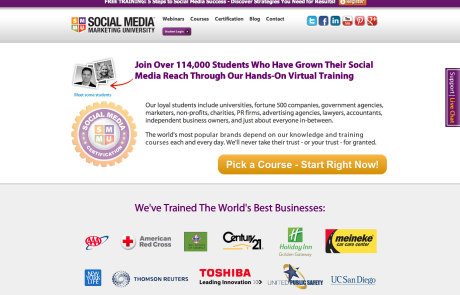 FREE TRAINING: 5 Steps to Social Media Success - Discover Strategies You Need for Results!
Register
SOCIAL MEDIA
MARKETING UNIVERSITY
Webinars Courses Certification Blog Contact Us
Student Login
Join Over 114,000 Students Who Have Grown Their Social
Media Reach Through Our Hands-On Virtual Training
Meet some students
Support | Live Chat
SOCIAL MEDIA
SMMU
CERTIFICATION
Our loyal students include universities, fortune 500 companies, government agencies,
marketers, non-profits, charities, PR firms, advertising agencies, lawyers, accountants,
independent business owners, and just about everyone in-between.
The world's most popular brands depend on our knowledge and training
courses each and every day. We'll never take their trust - or your trust - for granted.
Pick a Course - Start Right Now!
We've Trained The World's Best Businesses:
AAA
American
Red Cross
Century
21
Holiday Inn
meineke
car care center
NEW
YORK
LIFE
THOMSON REUTERS
TOSHIBA
Leading Innovation >>>
UNITED PUBLIC SAFETY
UC San Diego